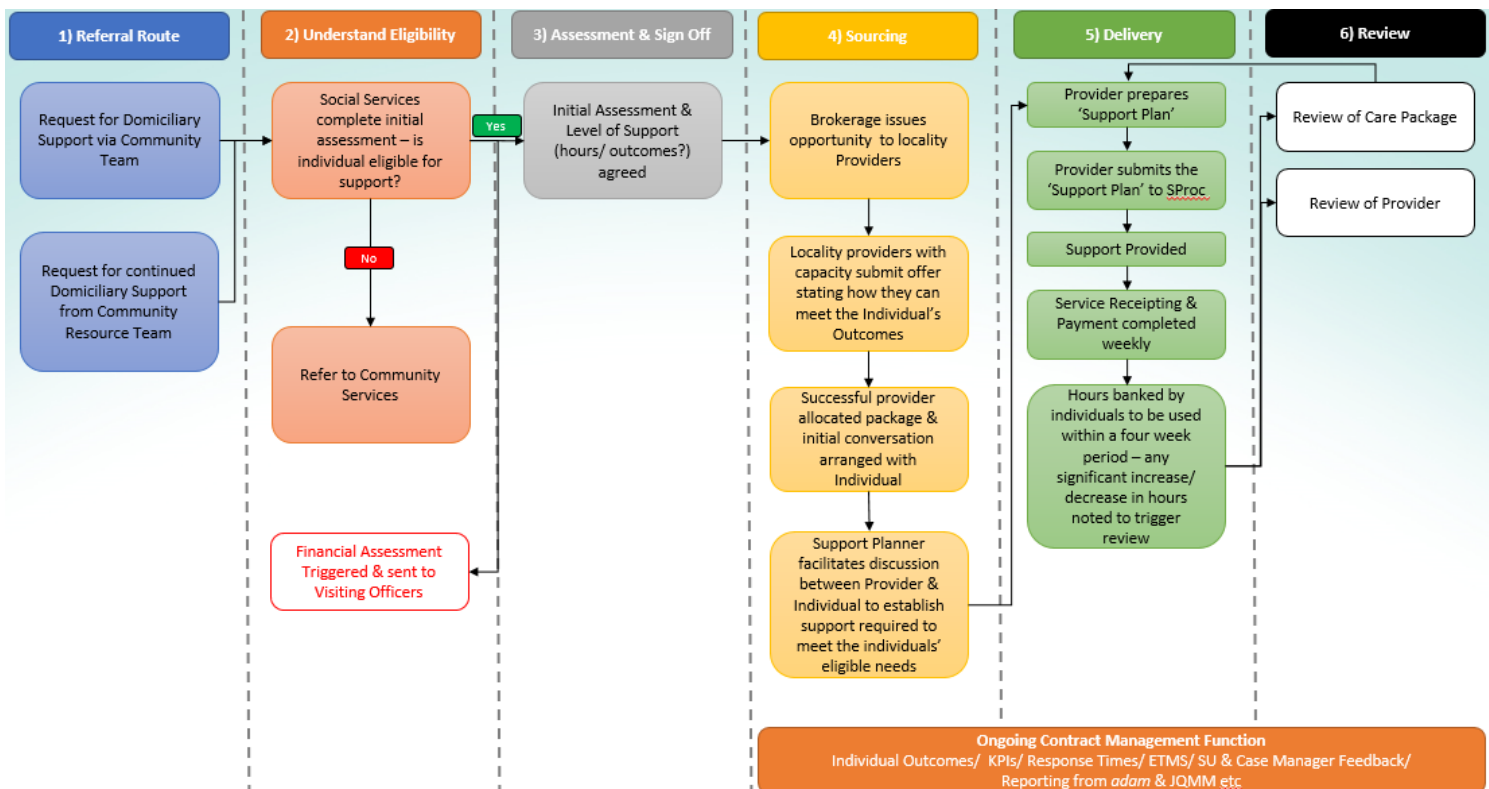 1) Referral Route
2) Understand Eligibility
3) Assessment & Sign Off
4) Sourcing
5) Delivery
6) Review
Request for Domiciliary
Support via Community
Team
Request for continued
Domiciliary Support
from Community
Resource Team
Social Services
complete initial
assessment – is
individual eligible for
support?
Yes
No
Refer to Community
Services
Financial Assessment
Triggered & sent to
Visiting Officers
Initial Assessment &
Level of Support
(hours/ outcomes?)
agreed
Brokerage issues
opportunity to locality
Providers
Locality providers with
capacity submit offer
stating how they can
meet the Individual's
Outcomes
Successful provider
allocated package &
initial conversation
arranged with
Individual
Support Planner
facilitates discussion
between Provider &
Individual to establish
support required to
meet the individuals'
eligible needs
Provider prepares
'Support Plan'
Provider submits the
'Support Plan' to SProc
Support Provided
Service Receipting &
Payment completed
weekly
Hours banked by
individuals to be used
within a four week
period – any
significant increase/
decrease in hours
noted to trigger
review
Review of Care Package
Review of Provider
Ongoing Contract Management Function
Individual Outcomes/ KPIs/ Response Times/ ETMS/ SU & Case Manager Feedback/
Reporting from adam & JQMM etc